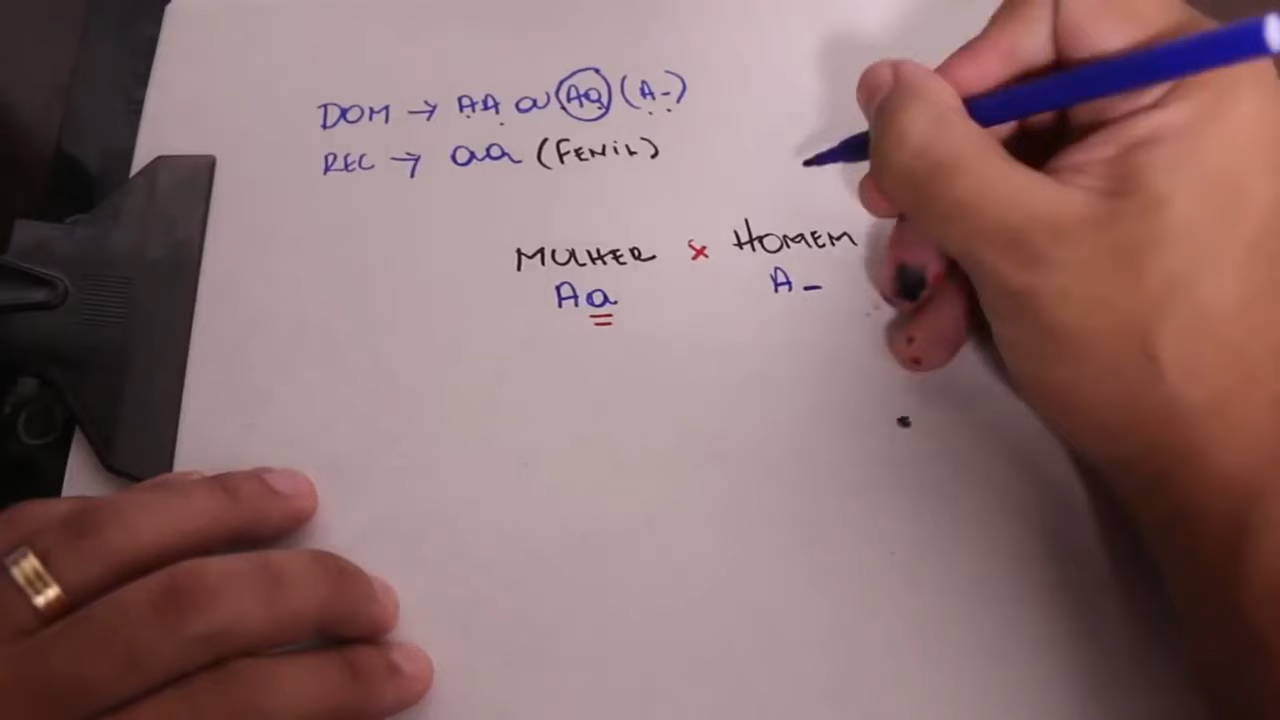 DOM → AA ou Aa (A-)
REC → aa (FENIL)
MULHER x HOMEM
Aa A-